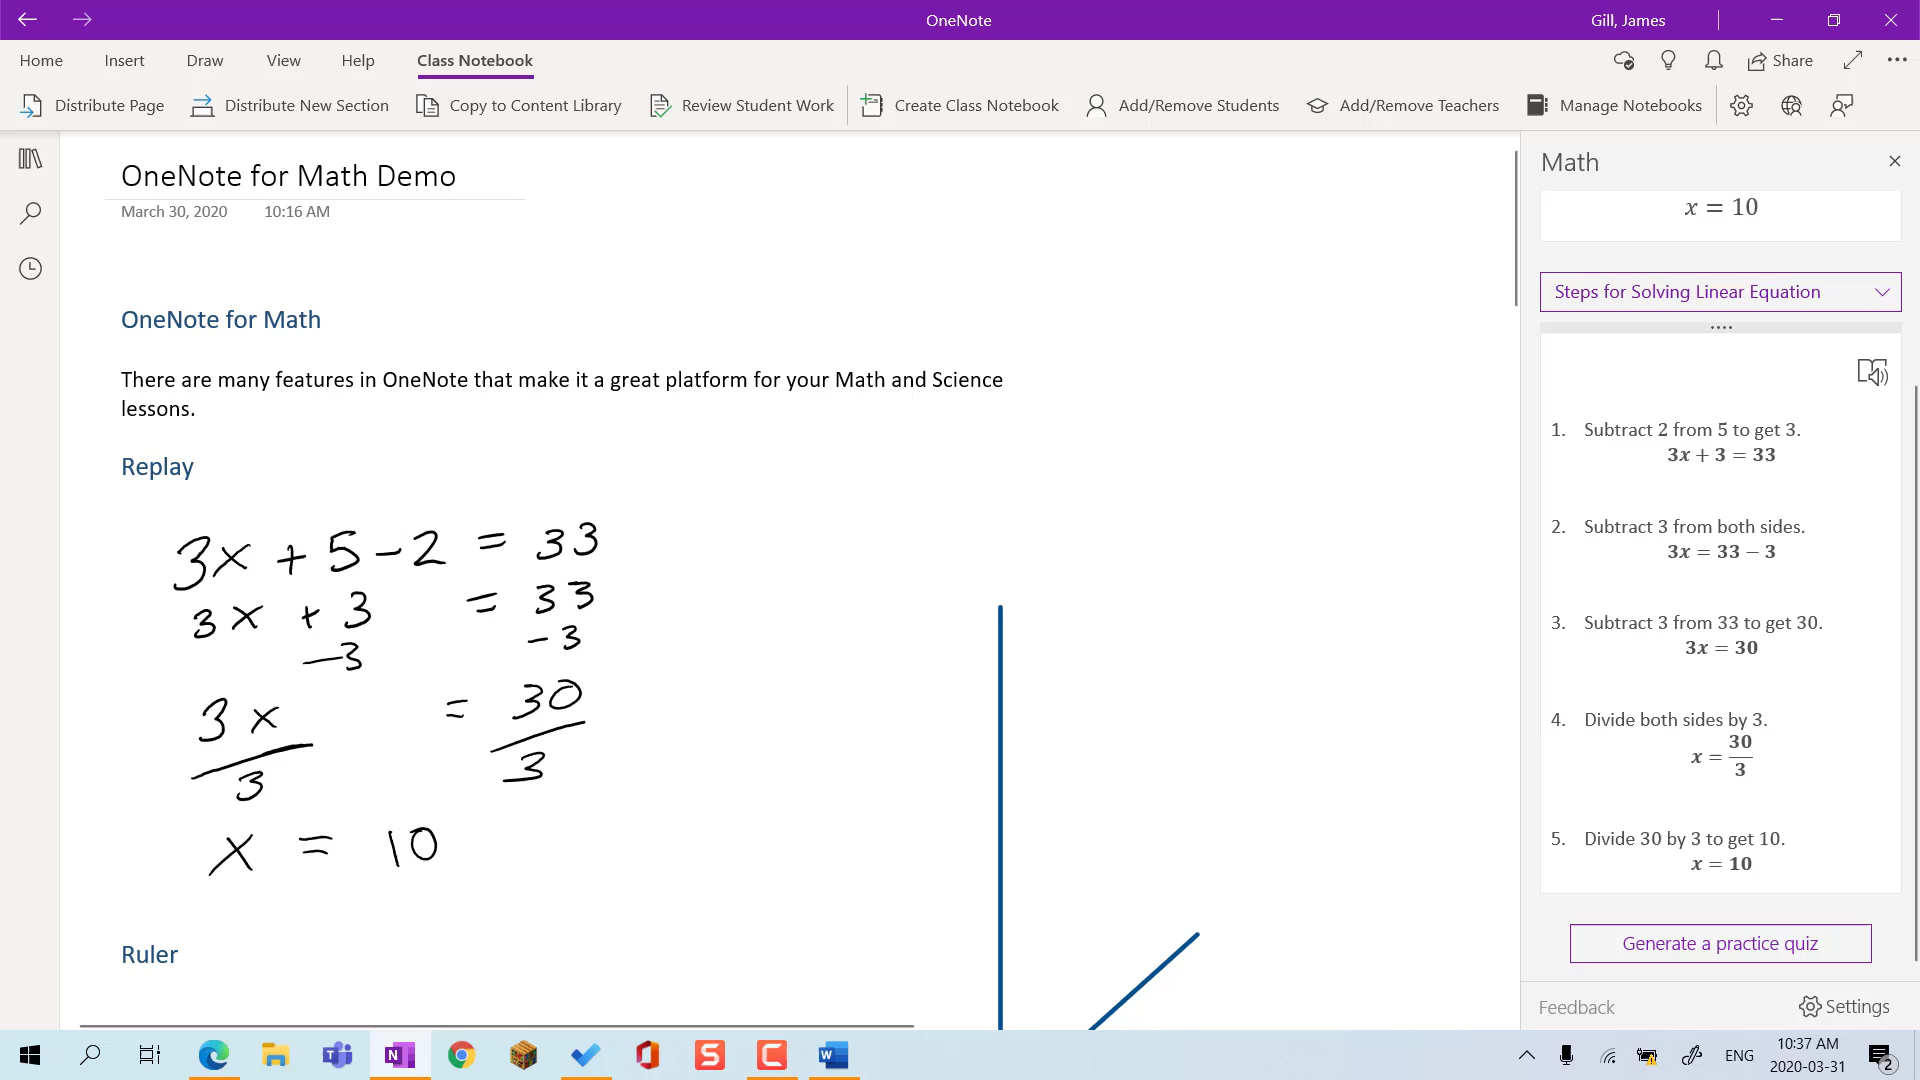 OneNote
Gill, James
Home Insert Draw View Help Class Notebook
Share
Distribute Page Distribute New Section Copy to Content Library Review Student Work Create Class Notebook Add/Remove Students Add/Remove Teachers Manage Notebooks
OneNote for Math Demo
March 30, 2020 10:16 AM
OneNote for Math
There are many features in OneNote that make it a great platform for your Math and Science
lessons.
Replay
3x + 5 - 2 = 33
3x + 3 = 33
-3 -3
3x = 30
3 3
x = 10
Ruler
Math
x = 10
Steps for Solving Linear Equation
1. Subtract 2 from 5 to get 3.
3x + 3 = 33
2. Subtract 3 from both sides.
3x = 33 − 3
3. Subtract 3 from 33 to get 30.
3x = 30
4. Divide both sides by 3.
x = 30/3
5. Divide 30 by 3 to get 10.
x = 10
Generate a practice quiz
Feedback Settings
ENG
10:37 AM
2020-03-31
2